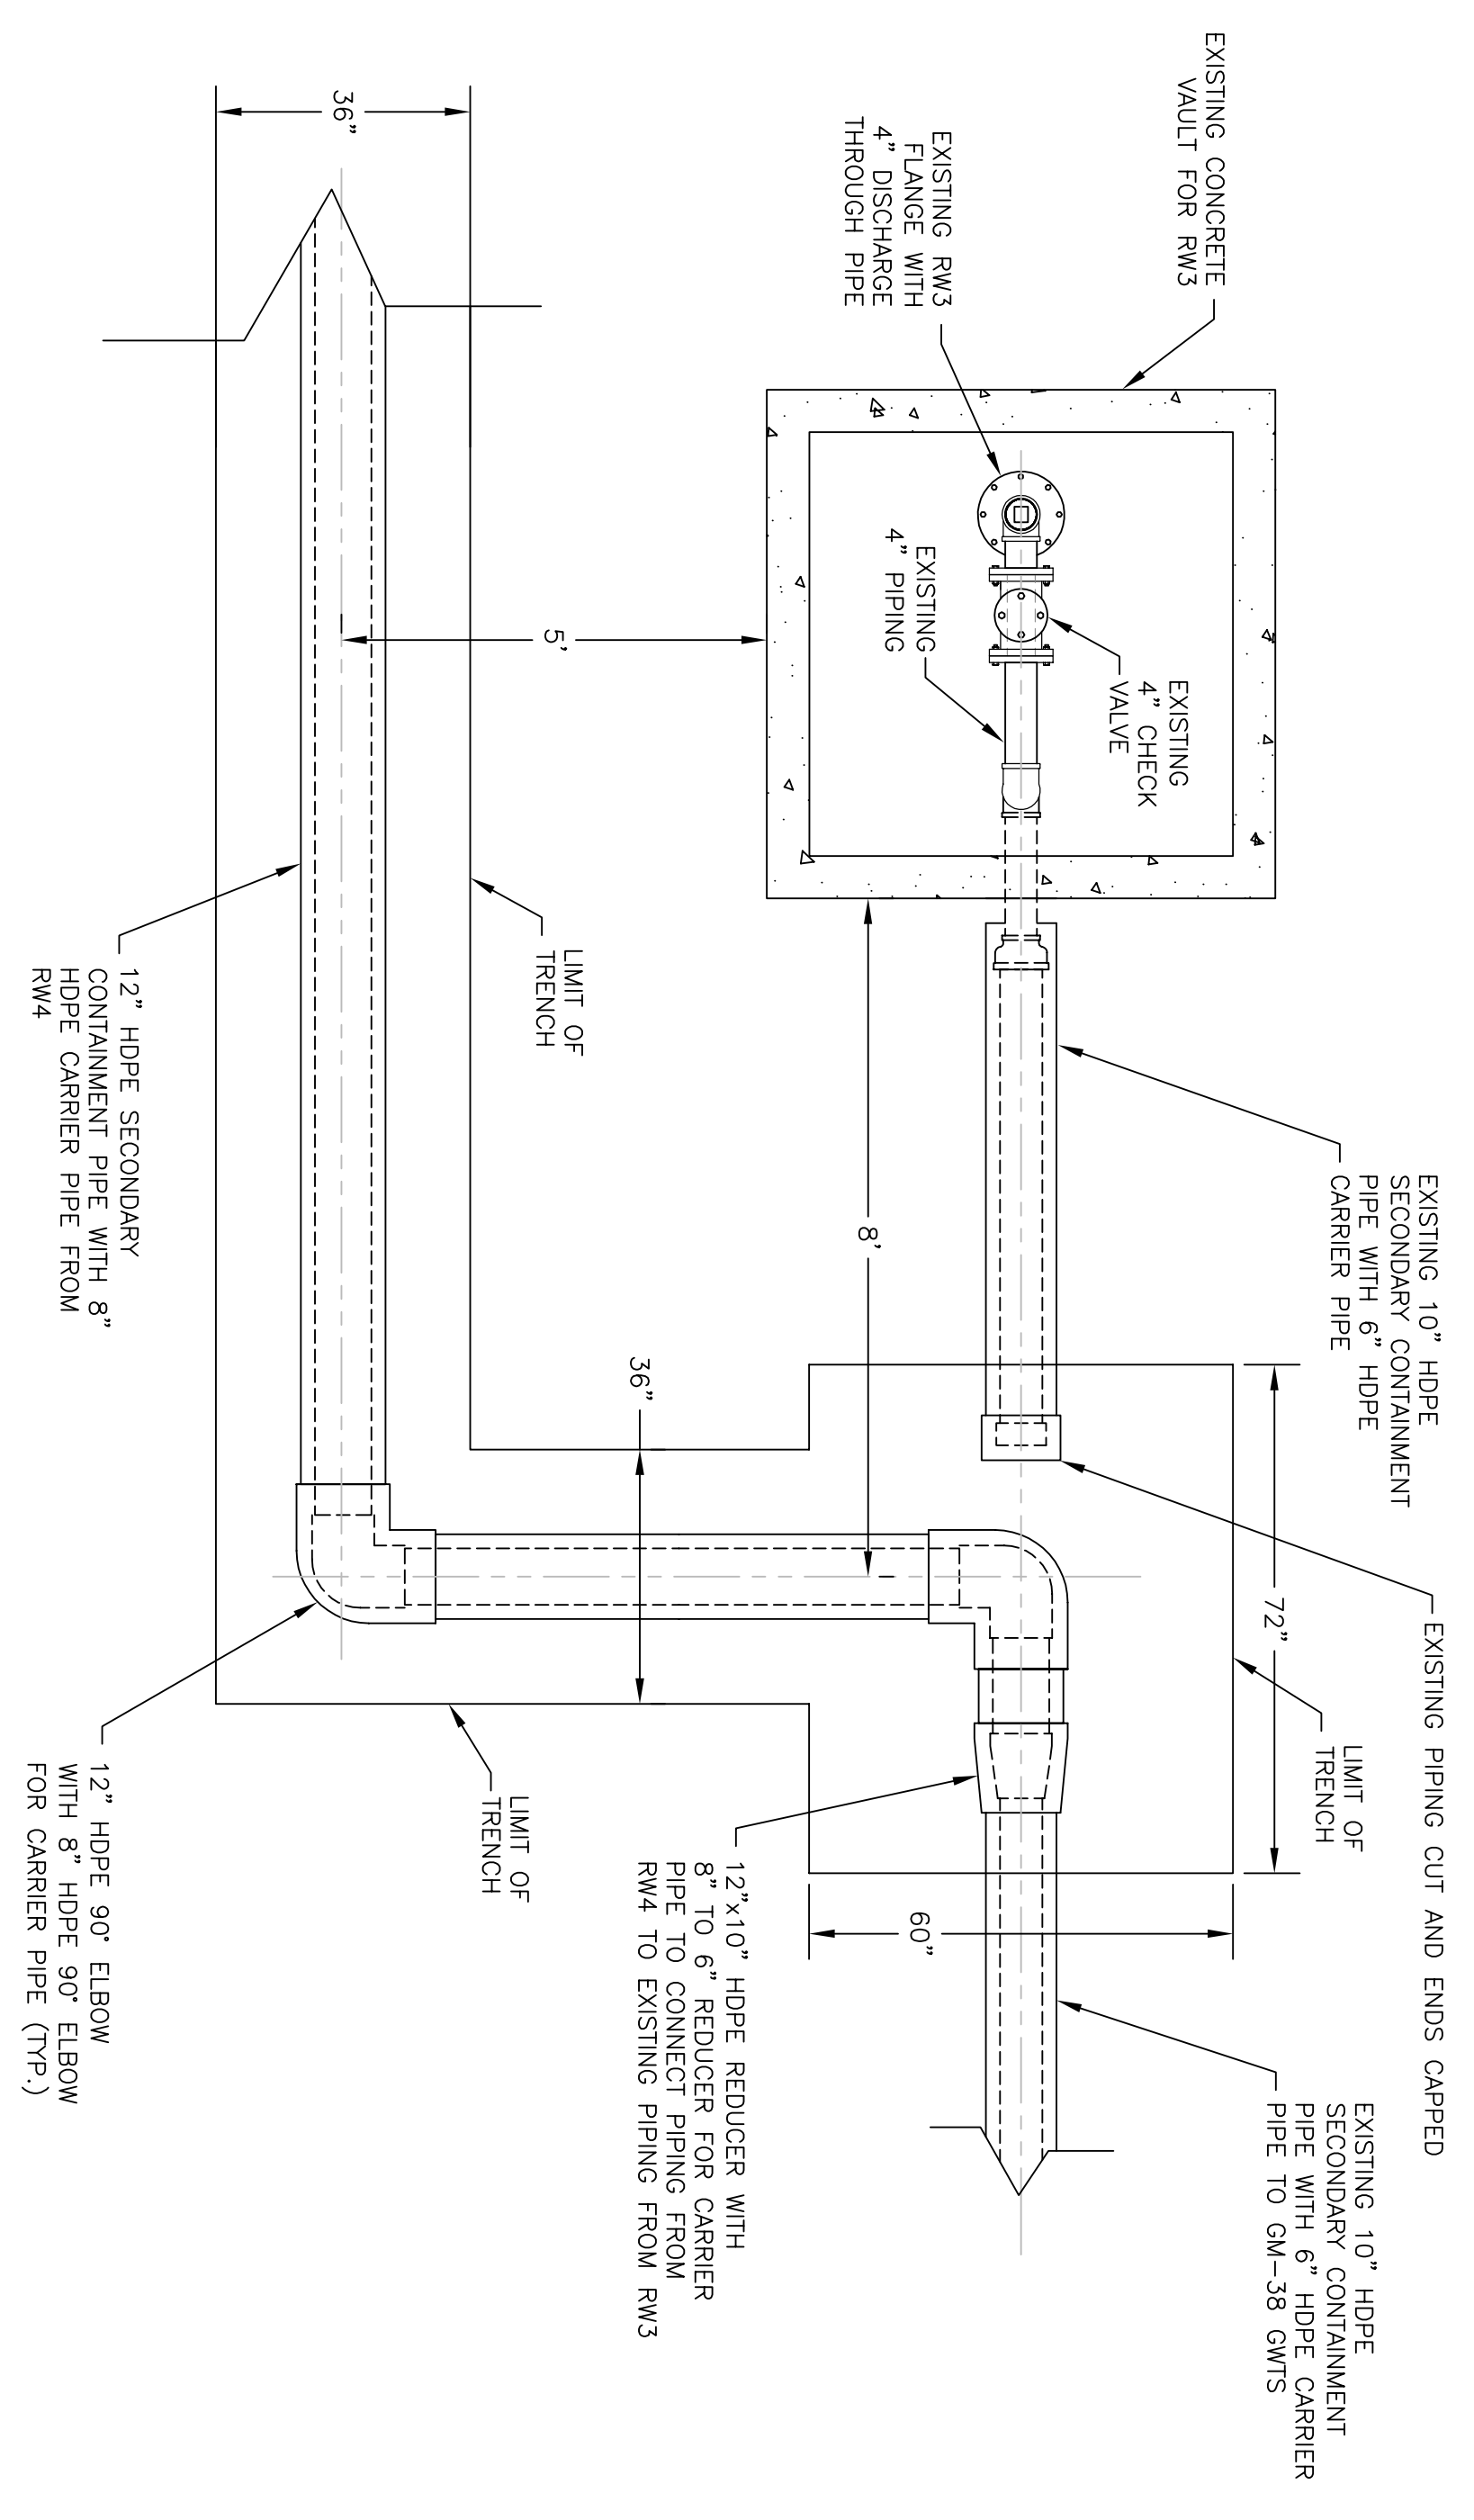 EXISTING CONCRETE
VAULT FOR RW3
EXISTING RW3
FLANGE WITH
4” DISCHARGE
THROUGH PIPE
36”
EXISTING
4” CHECK
VALVE
EXISTING
4” PIPING
5’
EXISTING 10” HDPE
SECONDARY CONTAINMENT
PIPE WITH 6” HDPE
CARRIER PIPE
8’
LIMIT OF
TRENCH
12” HDPE SECONDARY
CONTAINMENT PIPE WITH 8”
HDPE CARRIER PIPE FROM
RW4
EXISTING PIPING CUT AND ENDS CAPPED
72”
36”
LIMIT OF
TRENCH
60”
LIMIT OF
TRENCH
12”x10” HDPE REDUCER WITH
8” TO 6” REDUCER FOR CARRIER
PIPE TO CONNECT PIPING FROM
RW4 TO EXISTING PIPING FROM RW3
12” HDPE 90° ELBOW
WITH 8” HDPE 90° ELBOW
FOR CARRIER PIPE (TYP.)
EXISTING 10” HDPE
SECONDARY CONTAINMENT
PIPE WITH 6” HDPE CARRIER
PIPE TO GM-38 GWTS